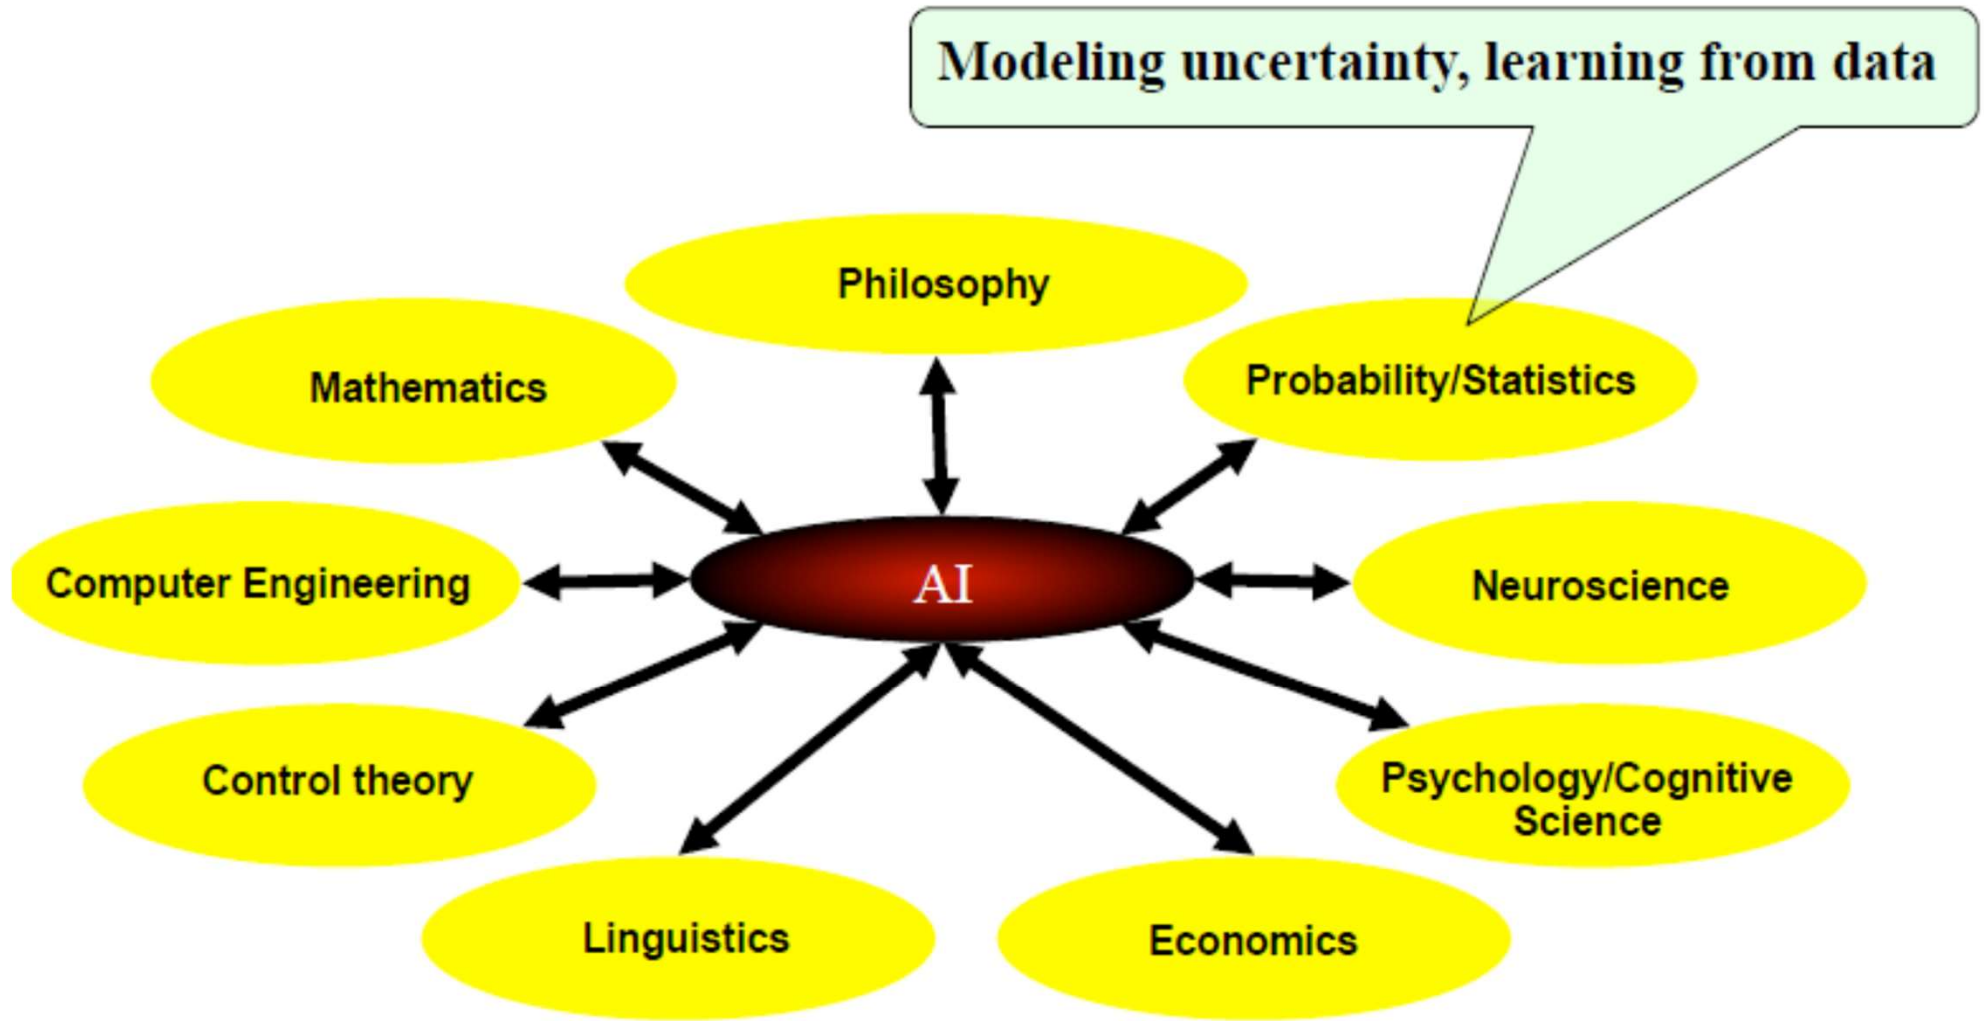 Modeling uncertainty, learning from data
Philosophy
Mathematics
Probability/Statistics
Computer Engineering
AI
Neuroscience
Control theory
Psychology/Cognitive
Science
Linguistics
Economics